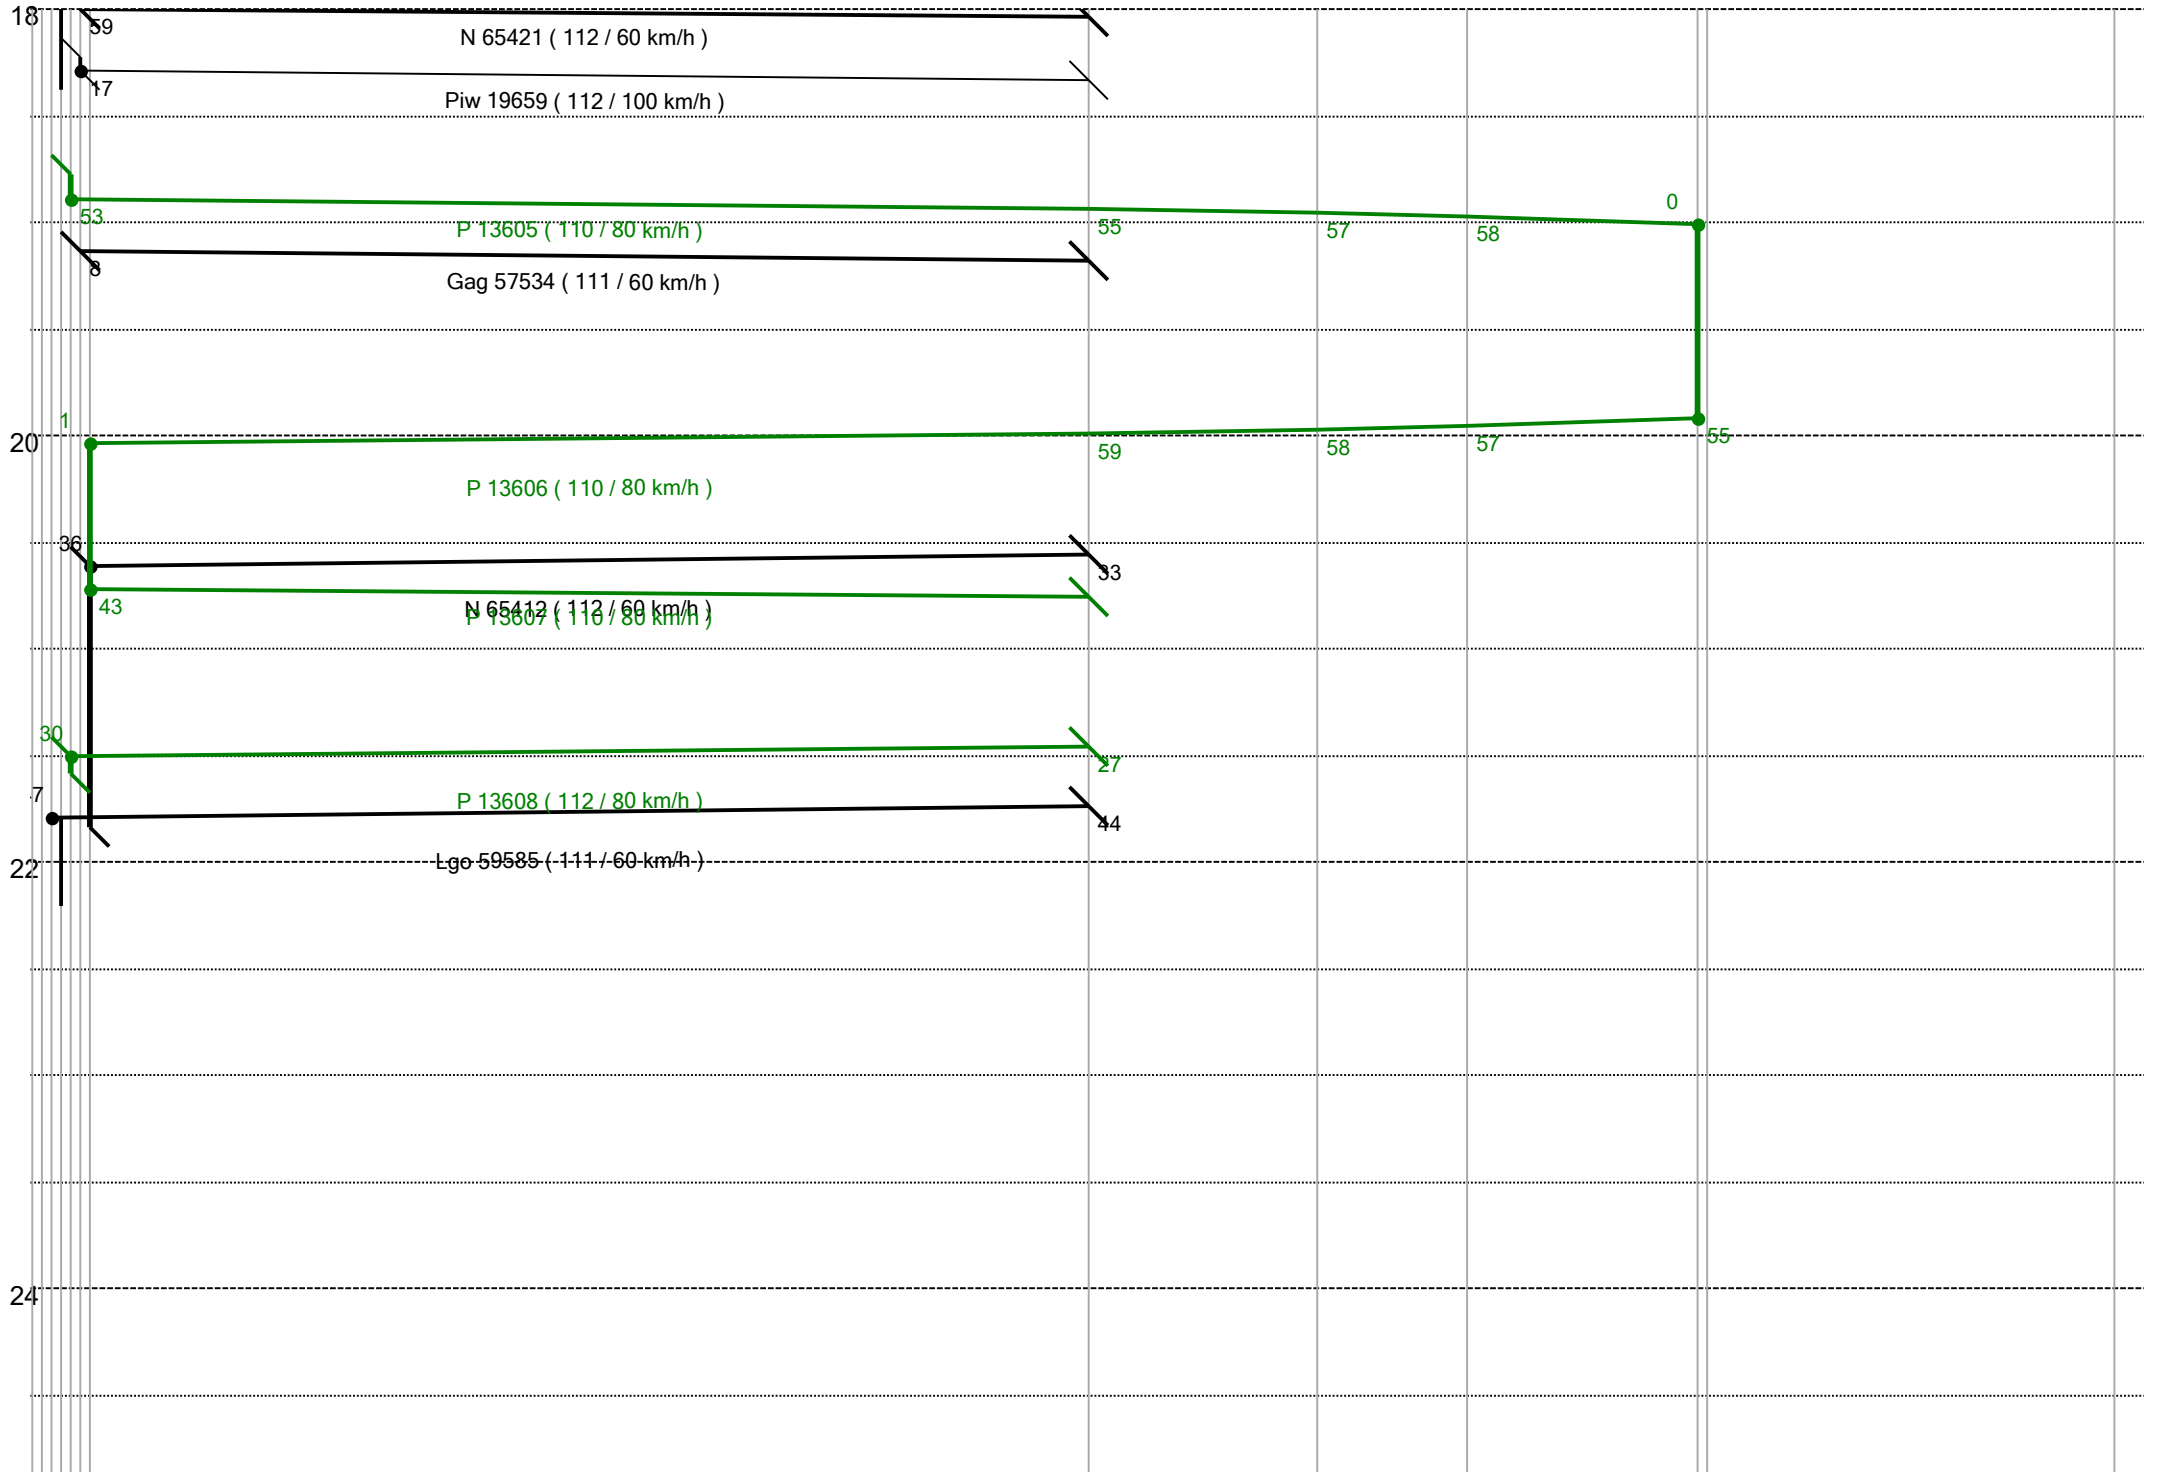 18
59
N 65421 ( 112 / 60 km/h )
17
Piw 19659 ( 112 / 100 km/h )
0
53
P 13605 ( 110 / 80 km/h )
55
57
58
8
Gag 57534 ( 111 / 60 km/h )
1
20
59
58
57
55
P 13606 ( 110 / 80 km/h )
36
33
43
N 65412 ( 112 / 60 km/h )
P 13607 ( 110 / 80 km/h )
30
27
7
P 13608 ( 112 / 80 km/h )
44
22
Lgo 59585 ( 111 / 60 km/h )
24